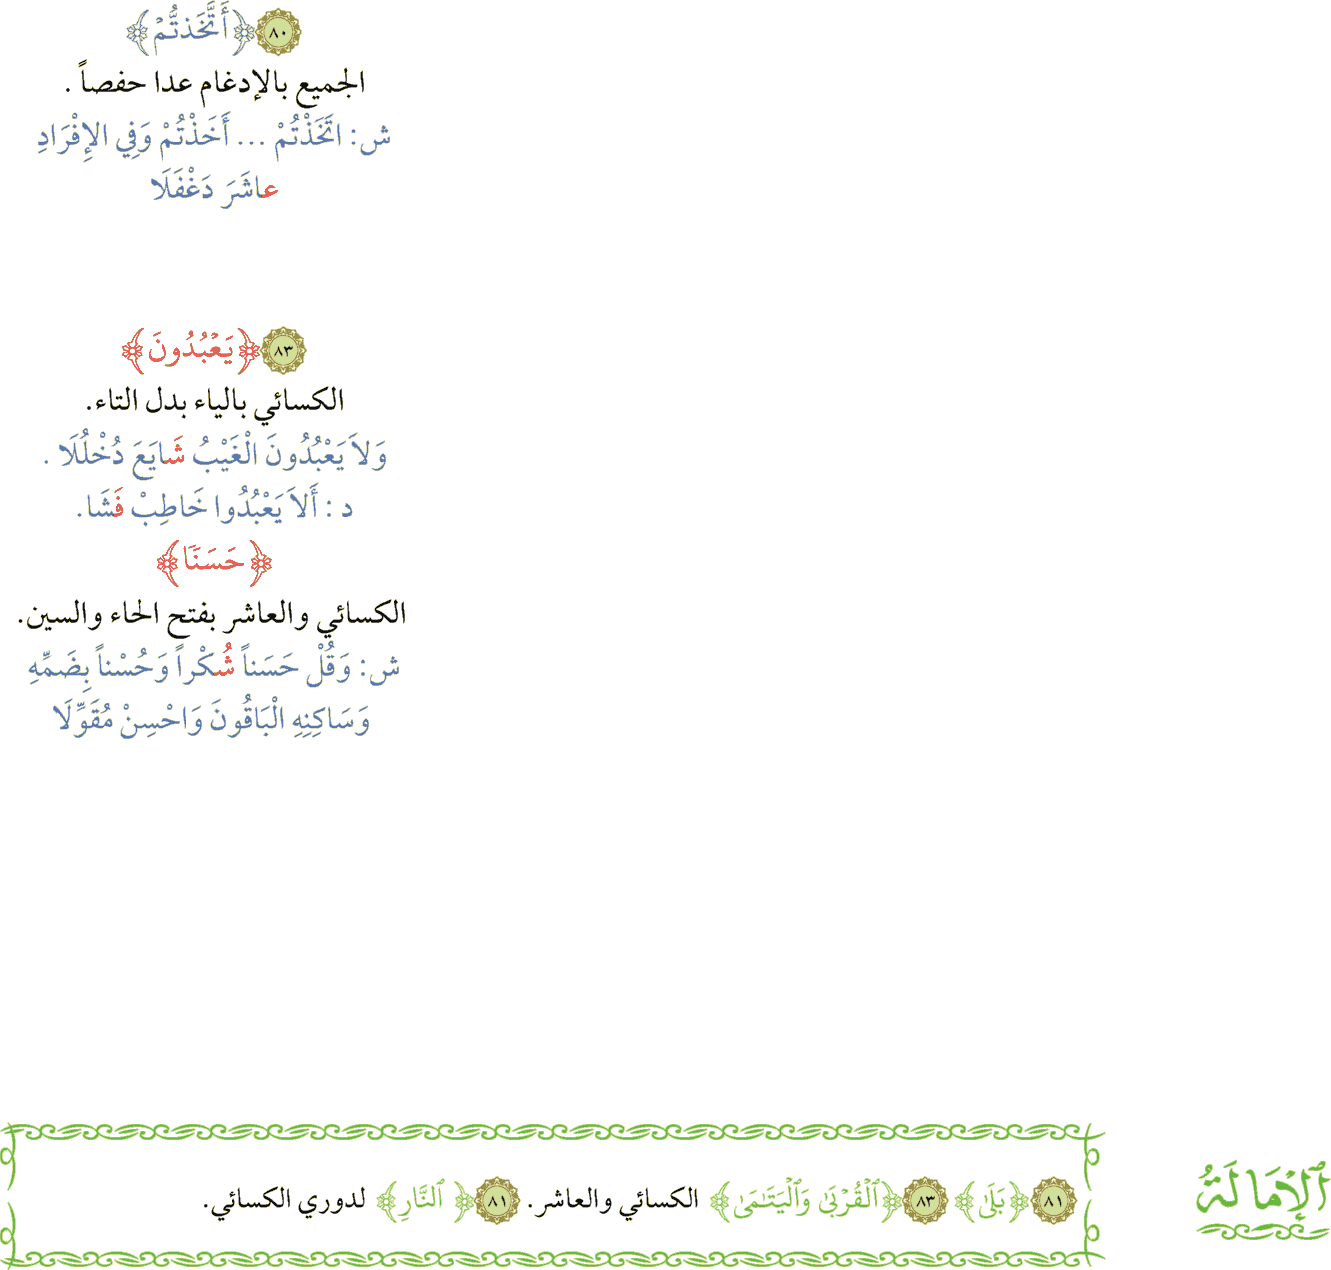 ٨٠ ﴿أَتَّخَذتُّمْ﴾
الجميع بالإدغام عدا حفصاً .
ش: اتَّخَذْتُمْ ... أَخَذْتُمْ وَفِي الإِفْرَادِ
عاشَرَ دَغْفَلَا
٨٣ ﴿يَعْبُدُونَ﴾
الكسائي بالياء بدل التاء.
وَلاَ يَعْبُدُونَ الْغَيْبُ شَايَعَ دُخْلُلَا .
د : أَلاَ يَعْبُدُوا خَاطِبْ فَشَا.
﴿حَسَنًا﴾
الكسائي والعاشر بفتح الحاء والسين.
ش: وَقُلْ حَسَناً شُكْراً وَحُسْناً بِضَمِّهِ
وَسَاكِنِهِ الْبَاقُونَ وَاحْسِنْ مُقَوِّلَا
ٱلْإِمَالَةُ
٨١ ﴿بَلَىٰ﴾ ٨٣ ﴿ٱلْقُرْبَىٰ وَٱلْيَتَٰمَىٰ﴾ الكسائي والعاشر. ٨١ ﴿ٱلنَّارِ﴾ لدوري الكسائي.